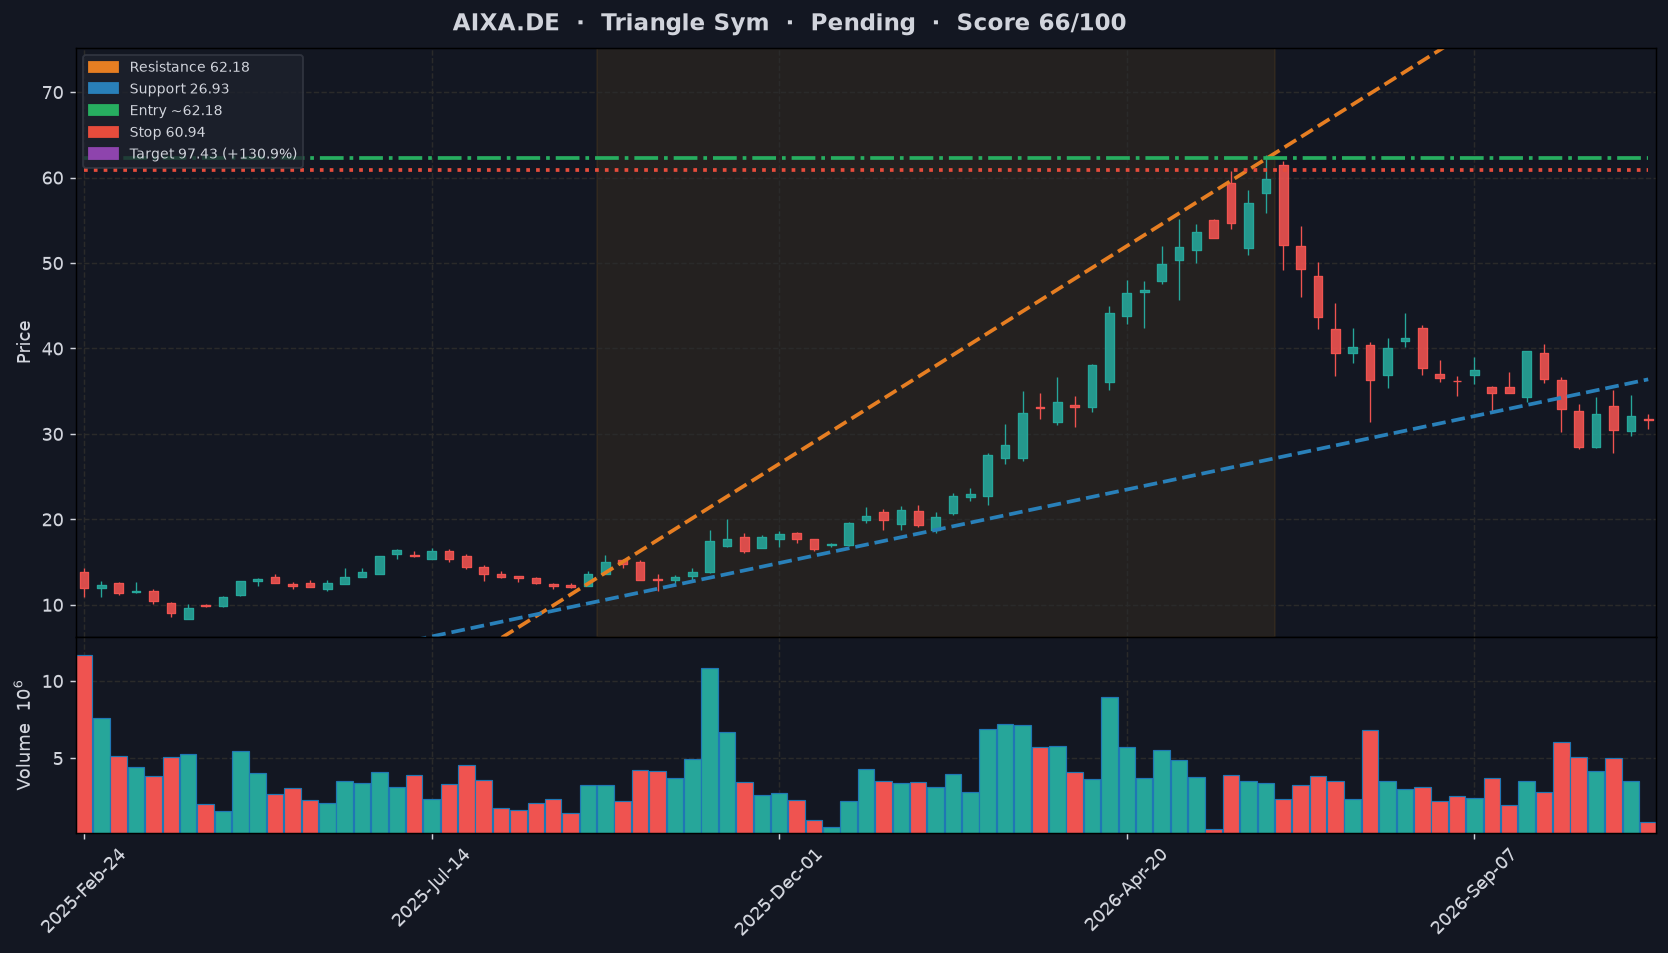 AIXA.DE  ·  Triangle Sym  ·  Pending  ·  Score 66/100
Resistance 62.18
Support 26.93
Entry ~62.18
Stop 60.94
Target 97.43 (+130.9%)
70
60
50
40
30
20
10
Price
10
5
Volume 10⁶
2025-Feb-24
2025-Jul-14
2025-Dec-01
2026-Apr-20
2026-Sep-07